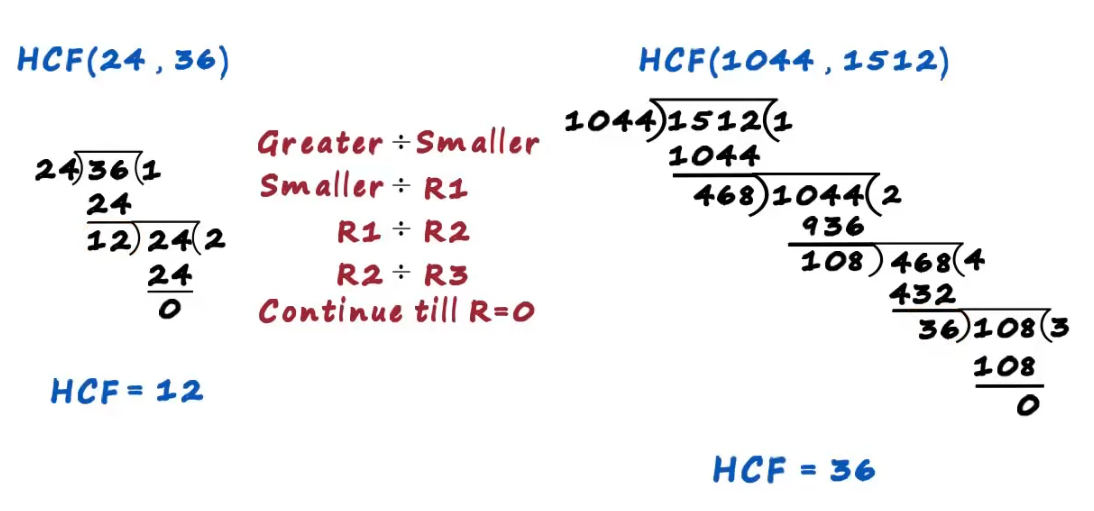 HCF(24 , 36)
24)36(1
24
12)24(2
24
0
HCF = 12
Greater ÷ Smaller
Smaller ÷ R1
R1 ÷ R2
R2 ÷ R3
Continue till R=0
HCF(1044 , 1512)
1044)1512(1
1044
468)1044(2
936
108)468(4
432
36)108(3
108
0
HCF = 36